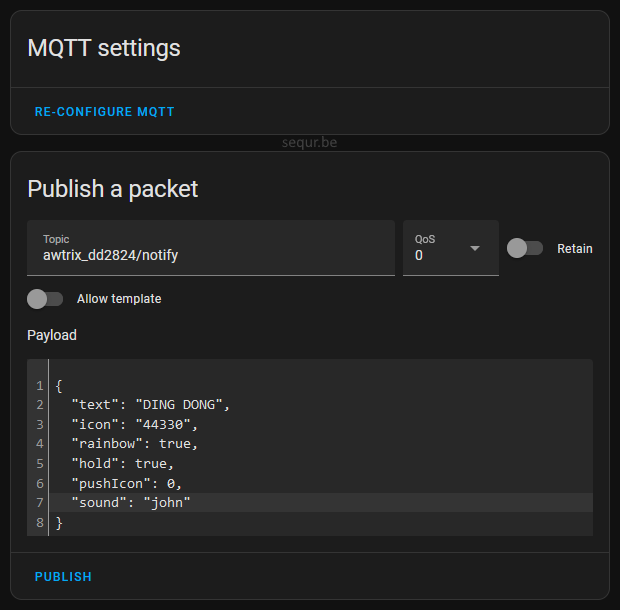 MQTT settings
RE-CONFIGURE MQTT
sequr.be
Publish a packet
Topic
awtrix_dd2824/notify
QoS
0
Retain
Allow template
Payload
1 {
2   "text": "DING DONG",
3   "icon": "44330",
4   "rainbow": true,
5   "hold": true,
6   "pushIcon": 0,
7   "sound": "john"
8 }
PUBLISH